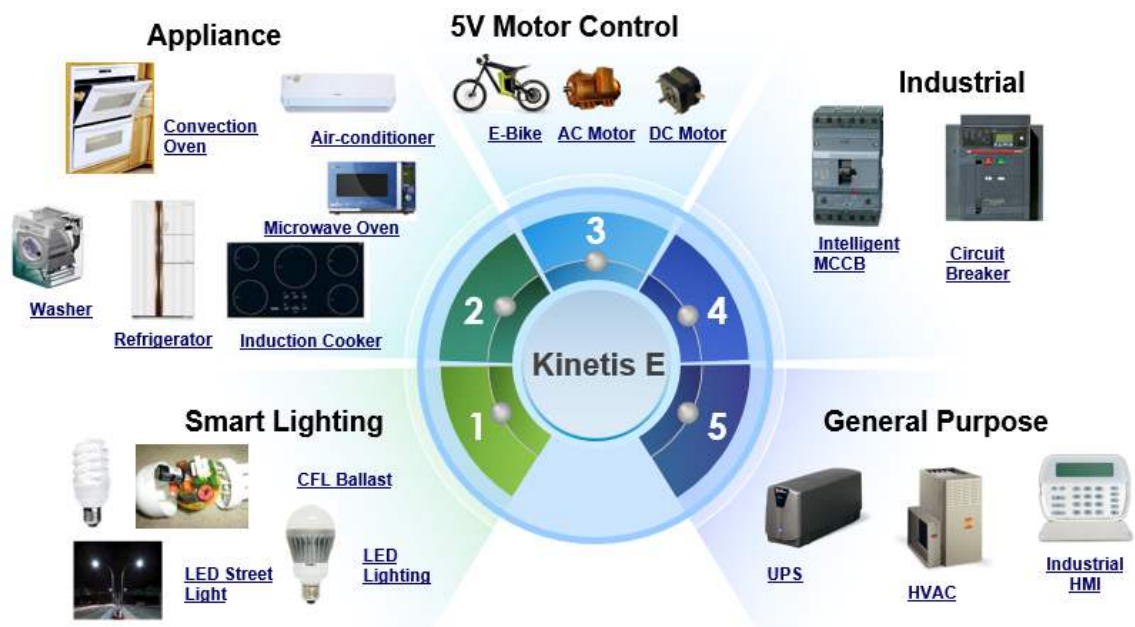 Appliance
Convection
Oven
Air-conditioner
Microwave Oven
Washer
Refrigerator
Induction Cooker
5V Motor Control
E-Bike
AC Motor
DC Motor
Industrial
Intelligent
MCCB
Circuit
Breaker
3
2
4
Kinetis E
1
5
Smart Lighting
CFL Ballast
LED Street
Light
LED
Lighting
General Purpose
UPS
HVAC
Industrial
HMI